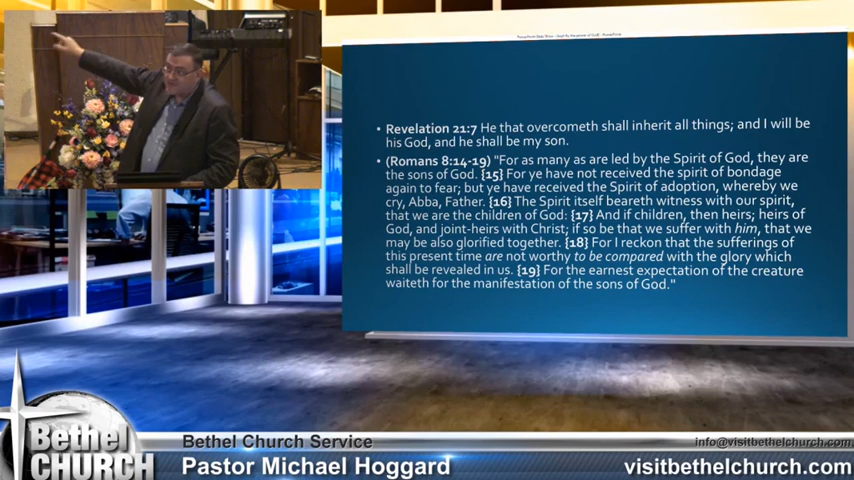 • Revelation 21:7 He that overcometh shall inherit all things; and I will be
his God, and he shall be my son.
• (Romans 8:14-19) "For as many as are led by the Spirit of God, they are
the sons of God. {15} For ye have not received the spirit of bondage
again to fear; but ye have received the Spirit of adoption, whereby we
cry, Abba, Father. {16} The Spirit itself beareth witness with our spirit,
that we are the children of God: {17} And if children, then heirs; heirs of
God, and joint-heirs with Christ; if so be that we suffer with him, that we
may be also glorified together. {18} For I reckon that the sufferings of
this present time are not worthy to be compared with the glory which
shall be revealed in us. {19} For the earnest expectation of the creature
waiteth for the manifestation of the sons of God."
Bethel
CHURCH
Bethel Church Service
info@visitbethelchurch.com
Pastor Michael Hoggard
visitbethelchurch.com